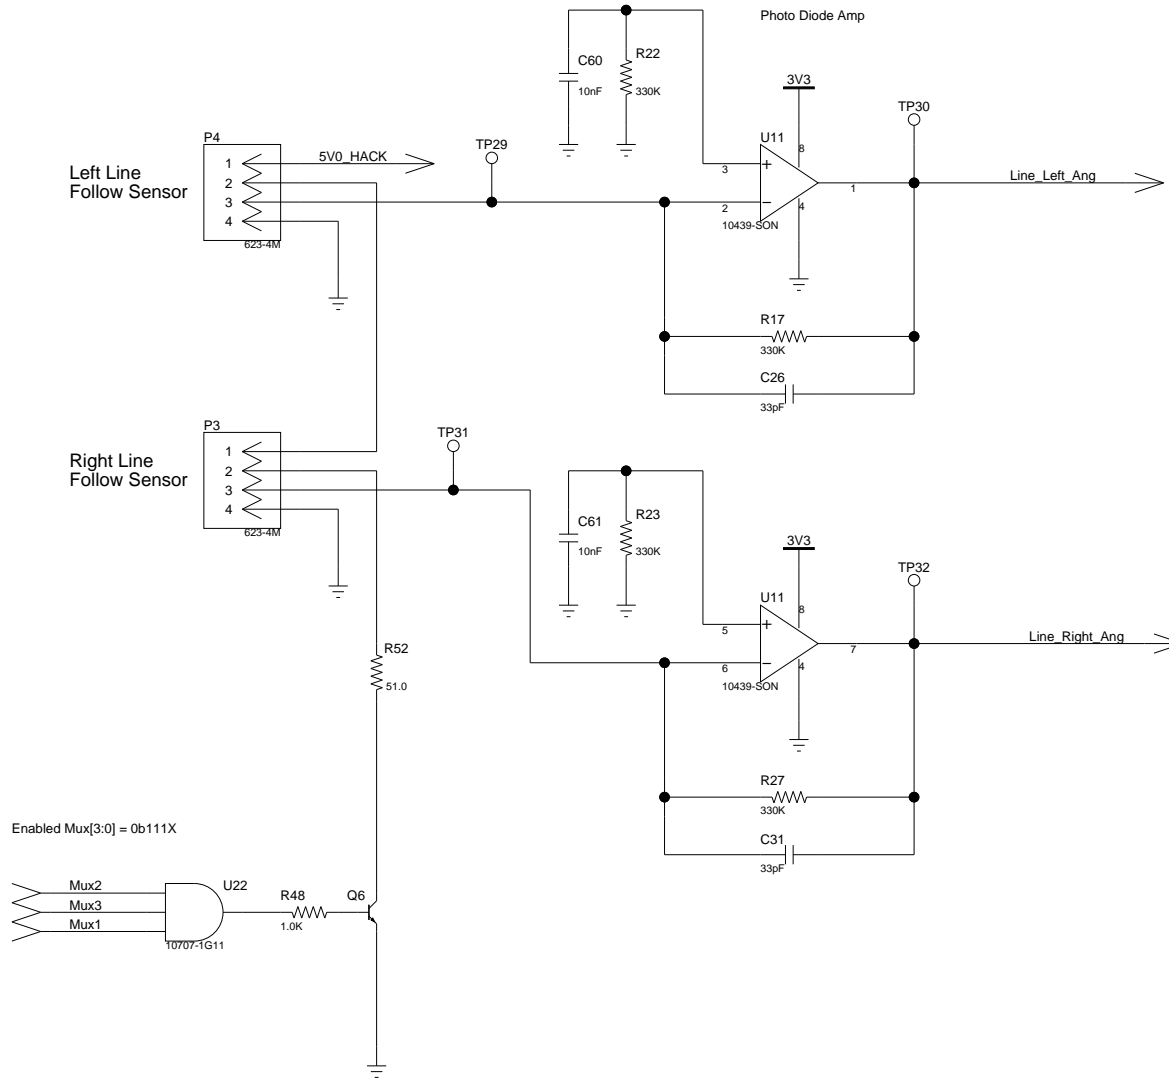 Photo Diode Amp
C60
10nF
R22
330K
3V3
TP30
U11
8
3
+
1
Line_Left_Ang
2
−
4
10439-SON
P4
Left Line
Follow Sensor
1
2
3
4
623-4M
5V0_HACK
TP29
R17
330K
C26
33pF
P3
Right Line
Follow Sensor
1
2
3
4
623-4M
TP31
C61
10nF
R23
330K
3V3
TP32
U11
8
5
+
7
Line_Right_Ang
6
−
4
10439-SON
R52
51.0
R27
330K
C31
33pF
Enabled Mux[3:0] = 0b111X
Mux2
Mux3
Mux1
U22
10707-1G11
R48
1.0K
Q6